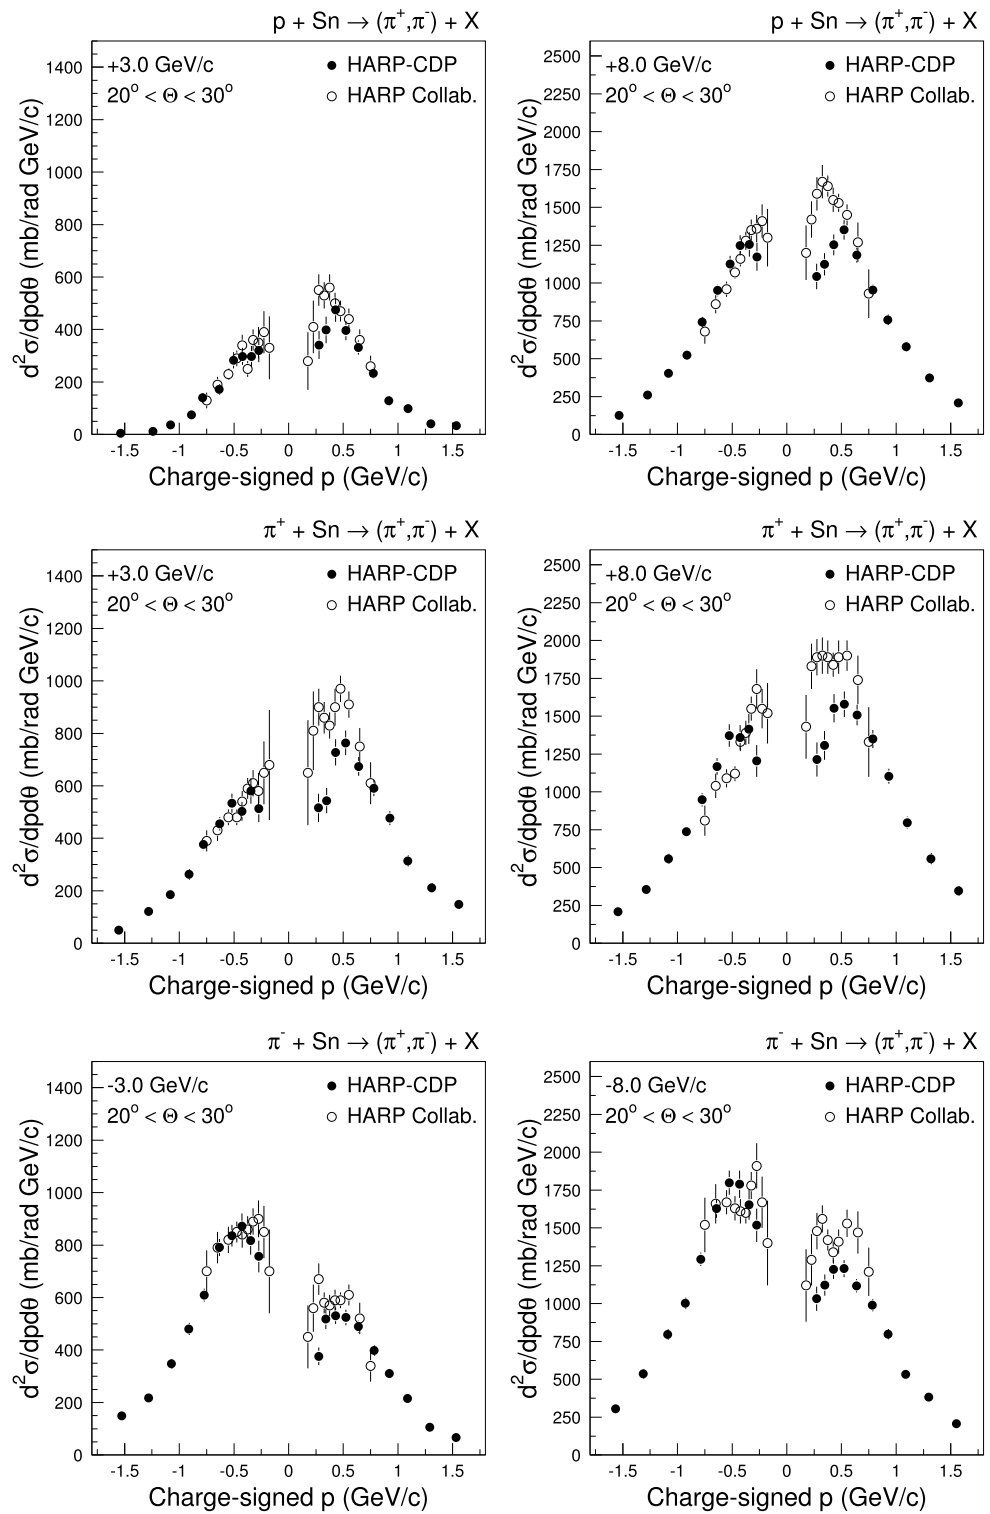 p + Sn → (π⁺,π⁻) + X
+3.0 GeV/c
20° < Θ < 30°
HARP-CDP
HARP Collab.
d²σ/dpdθ (mb/rad GeV/c)
1400
1200
1000
800
600
400
200
0
-1.5 -1 -0.5 0 0.5 1 1.5
Charge-signed p (GeV/c)
p + Sn → (π⁺,π⁻) + X
+8.0 GeV/c
20° < Θ < 30°
HARP-CDP
HARP Collab.
d²σ/dpdθ (mb/rad GeV/c)
2500
2250
2000
1750
1500
1250
1000
750
500
250
0
-1.5 -1 -0.5 0 0.5 1 1.5
Charge-signed p (GeV/c)
π⁺ + Sn → (π⁺,π⁻) + X
+3.0 GeV/c
20° < Θ < 30°
HARP-CDP
HARP Collab.
d²σ/dpdθ (mb/rad GeV/c)
1400
1200
1000
800
600
400
200
0
-1.5 -1 -0.5 0 0.5 1 1.5
Charge-signed p (GeV/c)
π⁺ + Sn → (π⁺,π⁻) + X
+8.0 GeV/c
20° < Θ < 30°
HARP-CDP
HARP Collab.
d²σ/dpdθ (mb/rad GeV/c)
2500
2250
2000
1750
1500
1250
1000
750
500
250
0
-1.5 -1 -0.5 0 0.5 1 1.5
Charge-signed p (GeV/c)
π⁻ + Sn → (π⁺,π⁻) + X
-3.0 GeV/c
20° < Θ < 30°
HARP-CDP
HARP Collab.
d²σ/dpdθ (mb/rad GeV/c)
1400
1200
1000
800
600
400
200
0
-1.5 -1 -0.5 0 0.5 1 1.5
Charge-signed p (GeV/c)
π⁻ + Sn → (π⁺,π⁻) + X
-8.0 GeV/c
20° < Θ < 30°
HARP-CDP
HARP Collab.
d²σ/dpdθ (mb/rad GeV/c)
2500
2250
2000
1750
1500
1250
1000
750
500
250
0
-1.5 -1 -0.5 0 0.5 1 1.5
Charge-signed p (GeV/c)